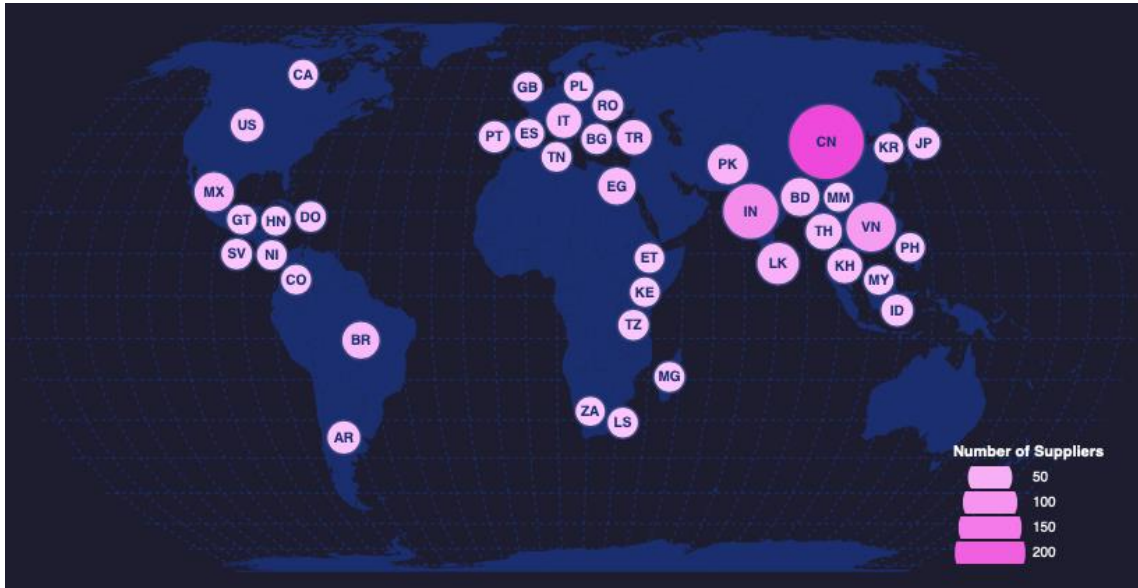 CA
GB
PL
RO
US
IT
PT
ES
BG
TR
TN
CN
KR
JP
PK
MX
EG
BD
MM
IN
GT
HN
DO
TH
VN
PH
SV
NI
ET
LK
KH
CO
MY
KE
ID
TZ
BR
MG
ZA
LS
AR
Number of Suppliers
50
100
150
200